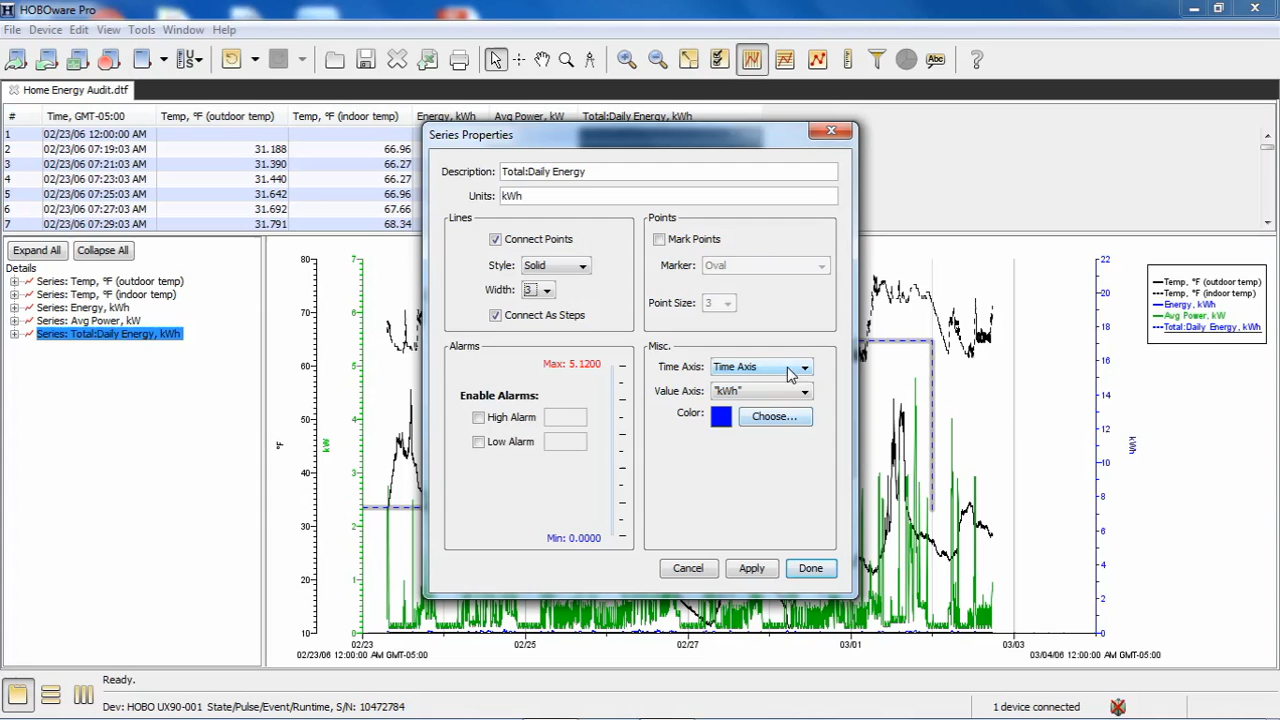 HOBOware Pro
File Device Edit View Tools Window Help
Abc
Home Energy Audit.dtf
# Time, GMT-05:00 Temp, °F (outdoor temp) Temp, °F (indoor temp) Energy, kWh Avg Power, kW Total:Daily Energy, kWh
1 02/23/06 12:00:00 AM
2 02/23/06 07:19:03 AM 31.188 66.96
3 02/23/06 07:21:03 AM 31.390 66.27
4 02/23/06 07:23:03 AM 31.440 66.27
5 02/23/06 07:25:03 AM 31.642 66.96
6 02/23/06 07:27:03 AM 31.692 67.66
7 02/23/06 07:29:03 AM 31.791 68.34
Expand All Collapse All
Details
Series: Temp, °F (outdoor temp)
Series: Temp, °F (indoor temp)
Series: Energy, kWh
Series: Avg Power, kW
Series: Total:Daily Energy, kWh
Series Properties
Description: Total:Daily Energy
Units: kWh
Lines
Connect Points
Style: Solid
Width: 3
Connect As Steps
Points
Mark Points
Marker: Oval
Point Size: 3
Alarms
Max: 5.1200
Enable Alarms:
High Alarm
Low Alarm
Min: 0.0000
Misc.
Time Axis: Time Axis
Value Axis: "kWh"
Color: Choose...
Cancel Apply Done
80
70
60
°F
40
30
20
10
7
6
5
kW
4
3
2
1
0
22
20
18
16
14
12
kWh
10
8
6
4
2
0
02/23 02/25 02/27 03/01 03/03
02/23/06 12:00:00 AM GMT-05:00 03/04/06 12:00:00 AM GMT-05:00
Temp, °F (outdoor temp)
Temp, °F (indoor temp)
Energy, kWh
Avg Power, kW
Total:Daily Energy, kWh
Ready.
Dev: HOBO UX90-001 State/Pulse/Event/Runtime, S/N: 10472784
1 device connected